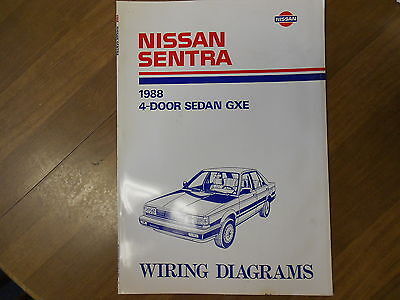 NISSAN
NISSAN
SENTRA
1988
4-DOOR SEDAN GXE
WIRING DIAGRAMS